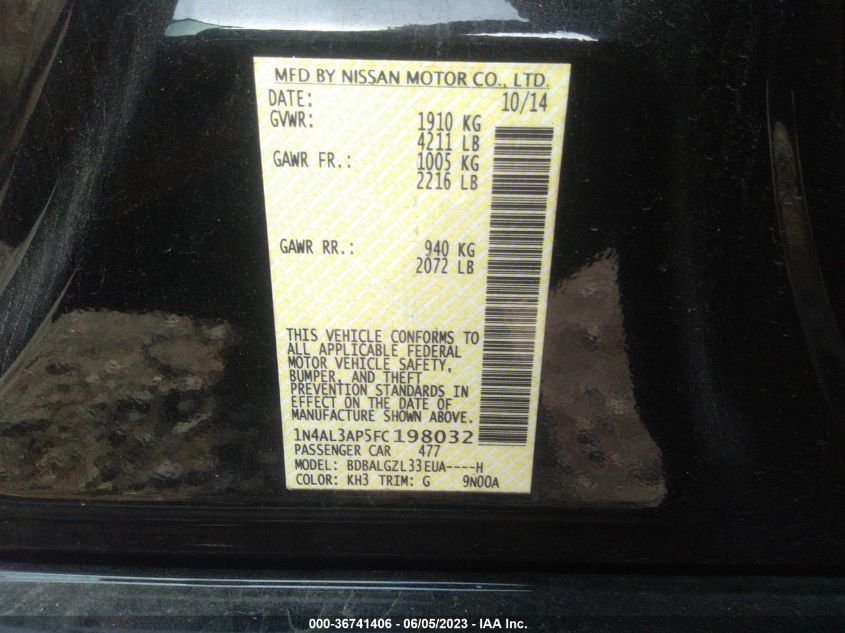 MFD BY NISSAN MOTOR CO., LTD.
DATE: 10/14
GVWR: 1910 KG
4211 LB
GAWR FR.: 1005 KG
2216 LB
GAWR RR.: 940 KG
2072 LB
THIS VEHICLE CONFORMS TO
ALL APPLICABLE FEDERAL
MOTOR VEHICLE SAFETY,
BUMPER, AND THEFT
PREVENTION STANDARDS IN
EFFECT ON THE DATE OF
MANUFACTURE SHOWN ABOVE.
1N4AL3AP5FC198032
PASSENGER CAR 477
MODEL: BDBALGZL33EUA----H
COLOR: KH3 TRIM: G 9N00A
000-36741406 - 06/05/2023 - IAA Inc.